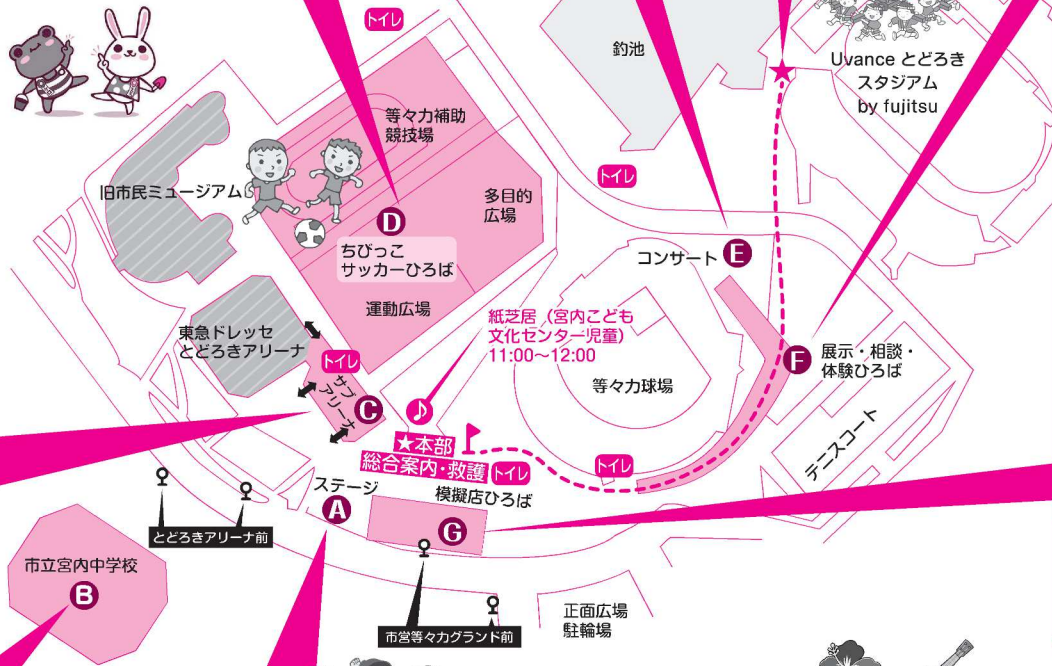 トイレ
釣池
Uvance とどろき
スタジアム
by fujitsu
等々力補助
競技場
トイレ
旧市民ミュージアム
多目的
広場
D
ちびっこ
サッカーひろば
コンサート E
運動広場
紙芝居（宮内こども
文化センター児童）
11:00〜12:00
東急ドレッセ
とどろきアリーナ
トイレ
F 展示・相談・
体験ひろば
等々力球場
サブ
アリーナ
C
♪
テニスコート
★本部
総合案内・救護
トイレ
トイレ
ステージ
A
模擬店ひろば
G
とどろきアリーナ前
市立宮内中学校
B
正面広場
駐輪場
市営等々力グランド前